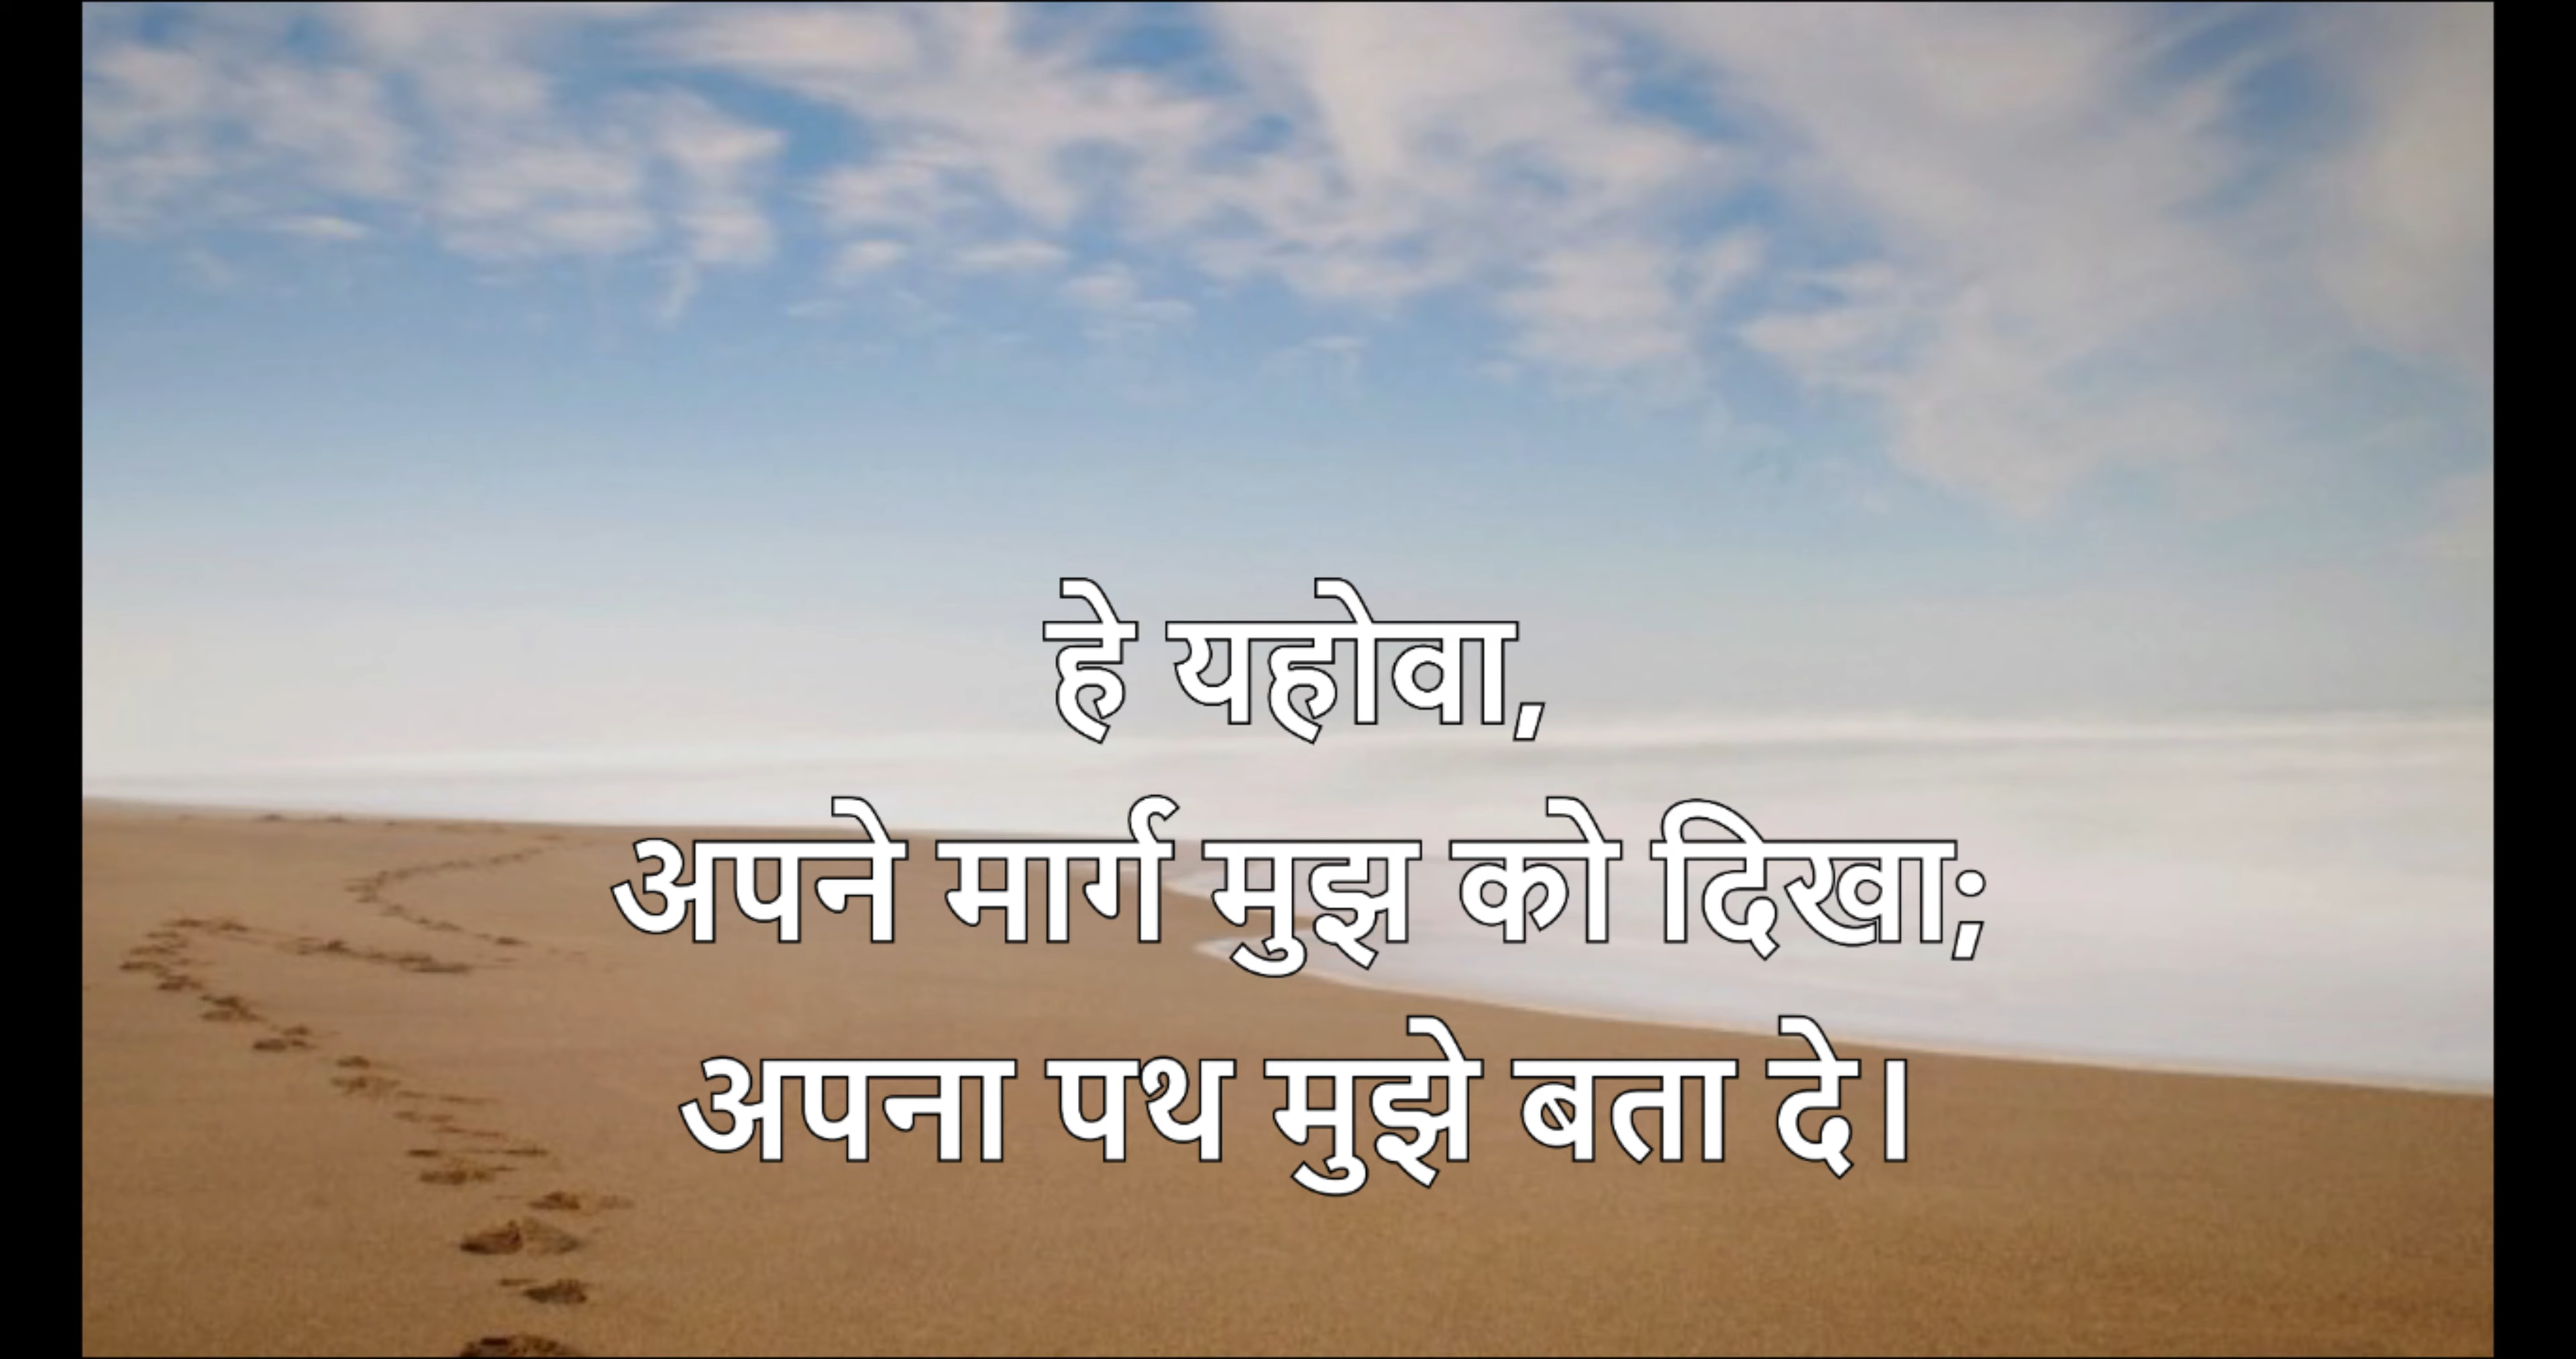 हे यहोवा,
अपने मार्ग मुझ को दिखा;
अपना पथ मुझे बता दे।